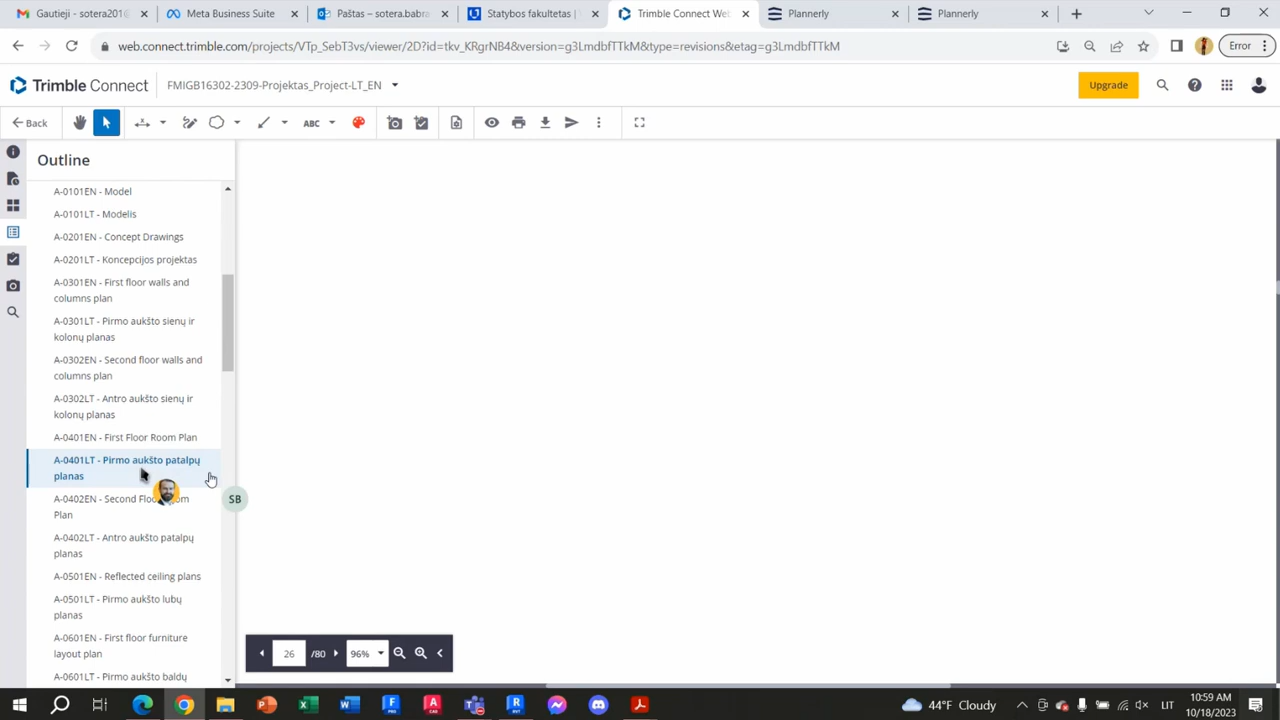 Gautieji - sotera201@
Meta Business Suite
Paštas – sotera.babra
Statybos fakultetas | V
Trimble Connect Web
Plannerly
Plannerly
web.connect.trimble.com/projects/VTp_SebT3vs/viewer/2D?id=tkv_KRgrNB4&version=g3LmdbfTTkM&type=revisions&etag=g3LmdbfTTkM
Error
Trimble Connect
FMIGB16302-2309-Projektas_Project-LT_EN
Upgrade
Back
ABC
Outline
A-0101EN - Model
A-0101LT - Modelis
A-0201EN - Concept Drawings
A-0201LT - Koncepcijos projektas
A-0301EN - First floor walls and
columns plan
A-0301LT - Pirmo aukšto sienų ir
kolonų planas
A-0302EN - Second floor walls and
columns plan
A-0302LT - Antro aukšto sienų ir
kolonų planas
A-0401EN - First Floor Room Plan
A-0401LT - Pirmo aukšto patalpų
planas
A-0402EN - Second
Plan
SB
A-0402LT - Antro aukšto patalpų
planas
A-0501EN - Reflected ceiling plans
A-0501LT - Pirmo aukšto lubų
planas
A-0601EN - First floor furniture
layout plan
A-0601LT - Pirmo aukšto baldų
26 /80 96%
44°F Cloudy
LIT
10:59 AM
10/18/2023